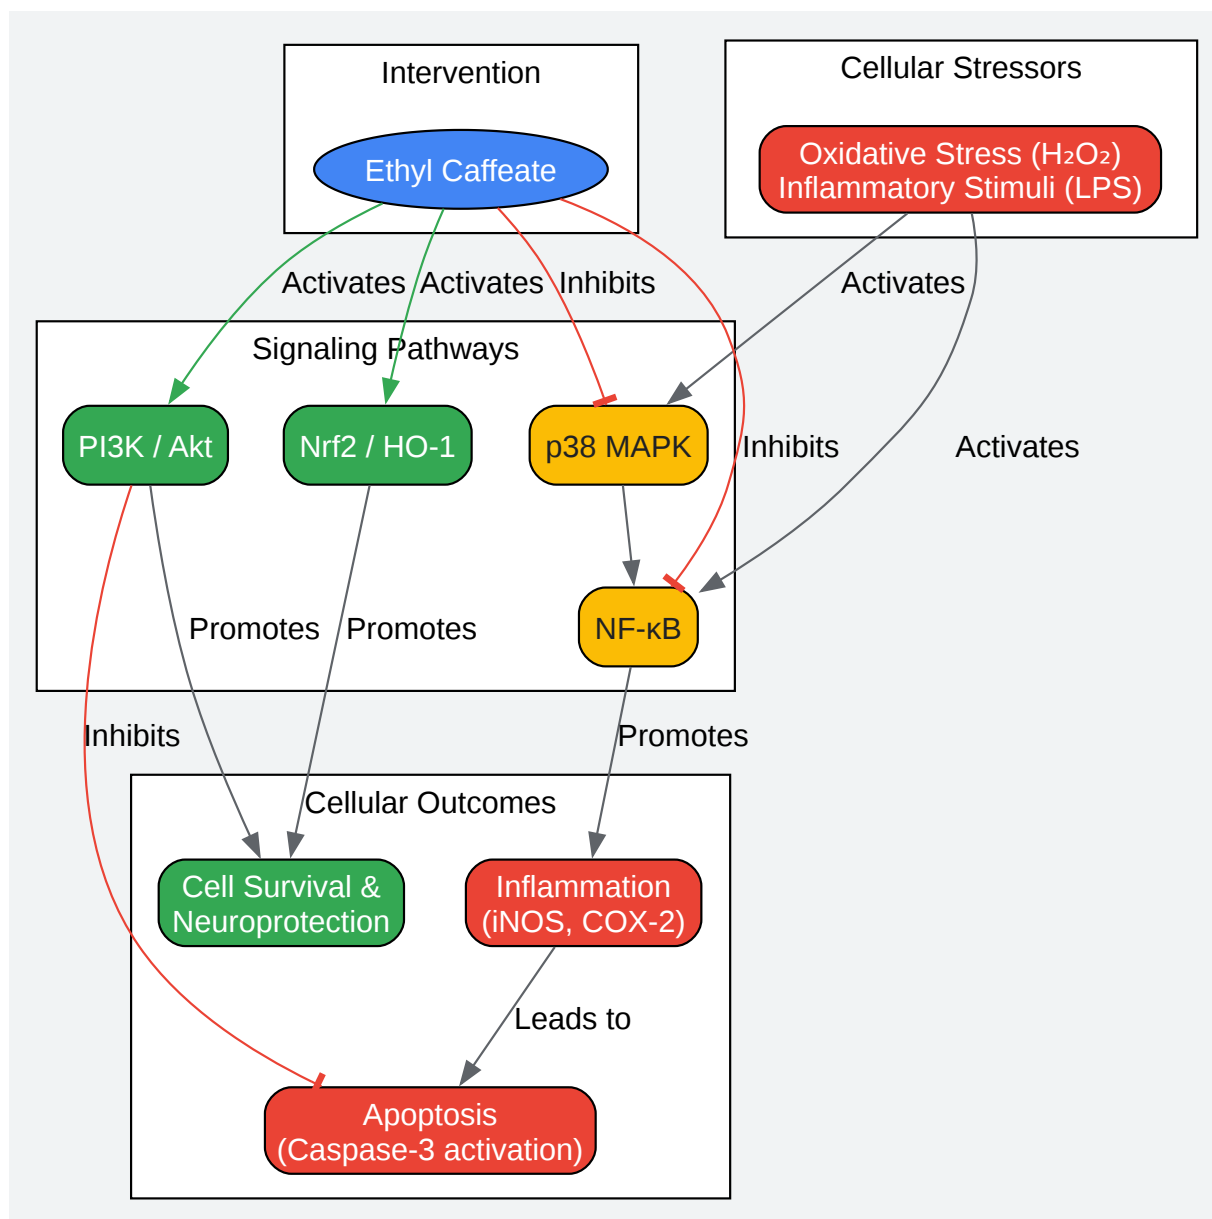 Intervention
Cellular Stressors
Ethyl Caffeate
Oxidative Stress (H₂O₂)
Inflammatory Stimuli (LPS)
Activates
Activates
Inhibits
Activates
Signaling Pathways
PI3K / Akt
Nrf2 / HO-1
p38 MAPK
Inhibits
Activates
NF-κB
Promotes
Promotes
Inhibits
Promotes
Cellular Outcomes
Cell Survival &
Neuroprotection
Inflammation
(iNOS, COX-2)
Leads to
Apoptosis
(Caspase-3 activation)